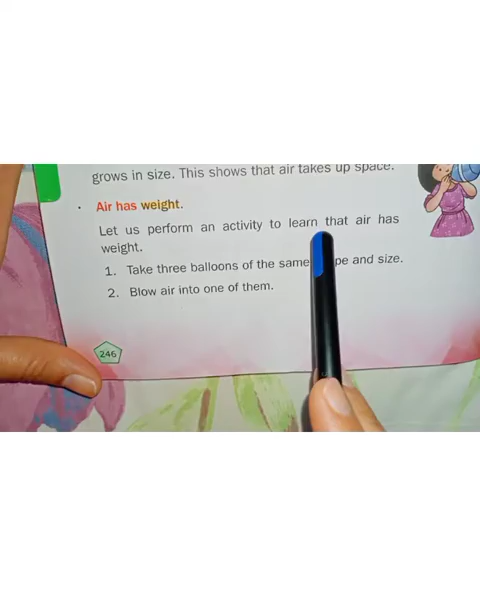 grows in size. This shows that air takes up space.
• Air has weight.
Let us perform an activity to learn that air has
weight.
1. Take three balloons of the same pe and size.
2. Blow air into one of them.
246